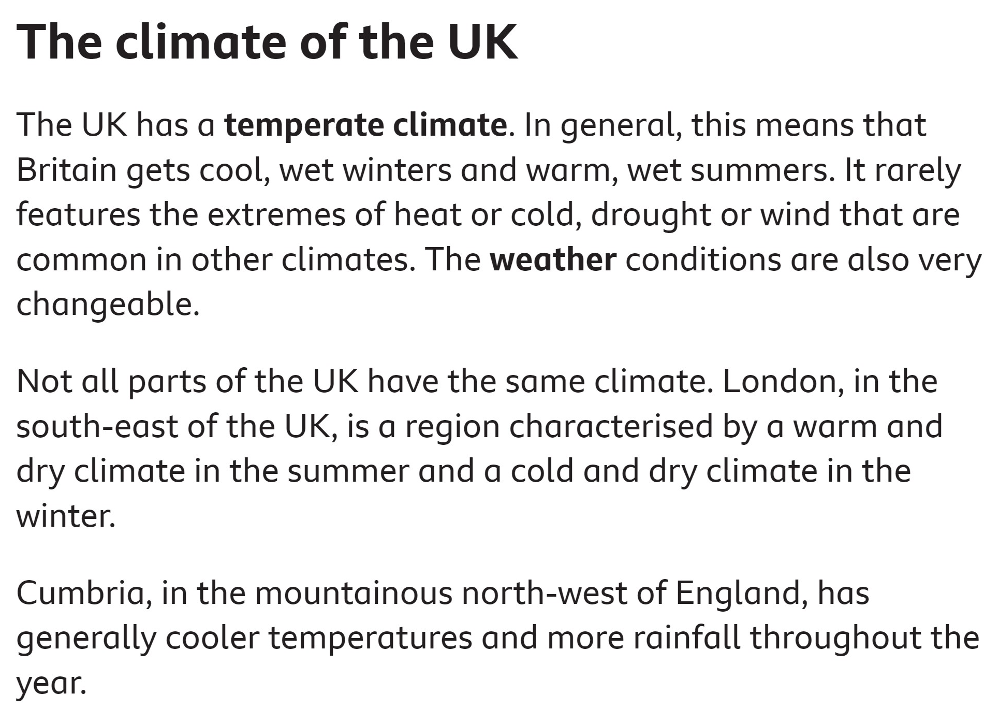 The climate of the UK
The UK has a temperate climate. In general, this means that
Britain gets cool, wet winters and warm, wet summers. It rarely
features the extremes of heat or cold, drought or wind that are
common in other climates. The weather conditions are also very
changeable.
Not all parts of the UK have the same climate. London, in the
south-east of the UK, is a region characterised by a warm and
dry climate in the summer and a cold and dry climate in the
winter.
Cumbria, in the mountainous north-west of England, has
generally cooler temperatures and more rainfall throughout the
year.